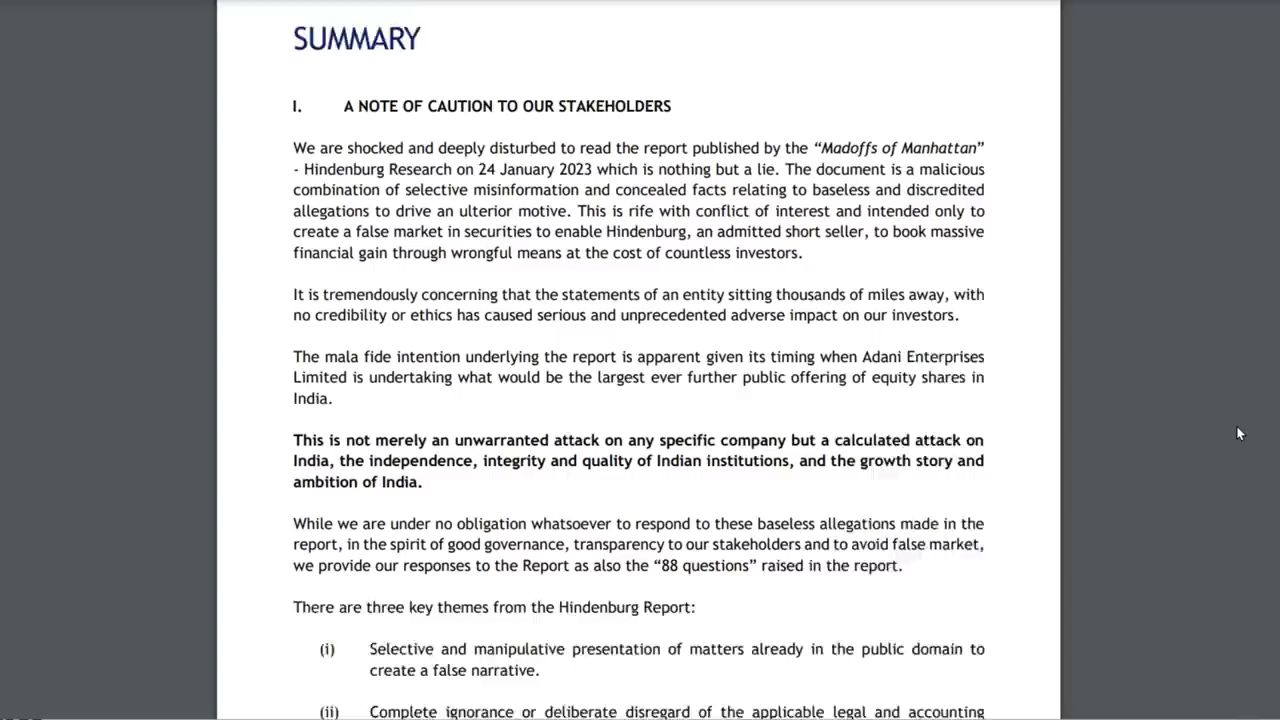 SUMMARY
I. A NOTE OF CAUTION TO OUR STAKEHOLDERS
We are shocked and deeply disturbed to read the report published by the “Madoffs of Manhattan”
- Hindenburg Research on 24 January 2023 which is nothing but a lie. The document is a malicious
combination of selective misinformation and concealed facts relating to baseless and discredited
allegations to drive an ulterior motive. This is rife with conflict of interest and intended only to
create a false market in securities to enable Hindenburg, an admitted short seller, to book massive
financial gain through wrongful means at the cost of countless investors.
It is tremendously concerning that the statements of an entity sitting thousands of miles away, with
no credibility or ethics has caused serious and unprecedented adverse impact on our investors.
The mala fide intention underlying the report is apparent given its timing when Adani Enterprises
Limited is undertaking what would be the largest ever further public offering of equity shares in
India.
This is not merely an unwarranted attack on any specific company but a calculated attack on
India, the independence, integrity and quality of Indian institutions, and the growth story and
ambition of India.
While we are under no obligation whatsoever to respond to these baseless allegations made in the
report, in the spirit of good governance, transparency to our stakeholders and to avoid false market,
we provide our responses to the Report as also the “88 questions” raised in the report.
There are three key themes from the Hindenburg Report:
(i) Selective and manipulative presentation of matters already in the public domain to
create a false narrative.
(ii) Complete ignorance or deliberate disregard of the applicable legal and accounting